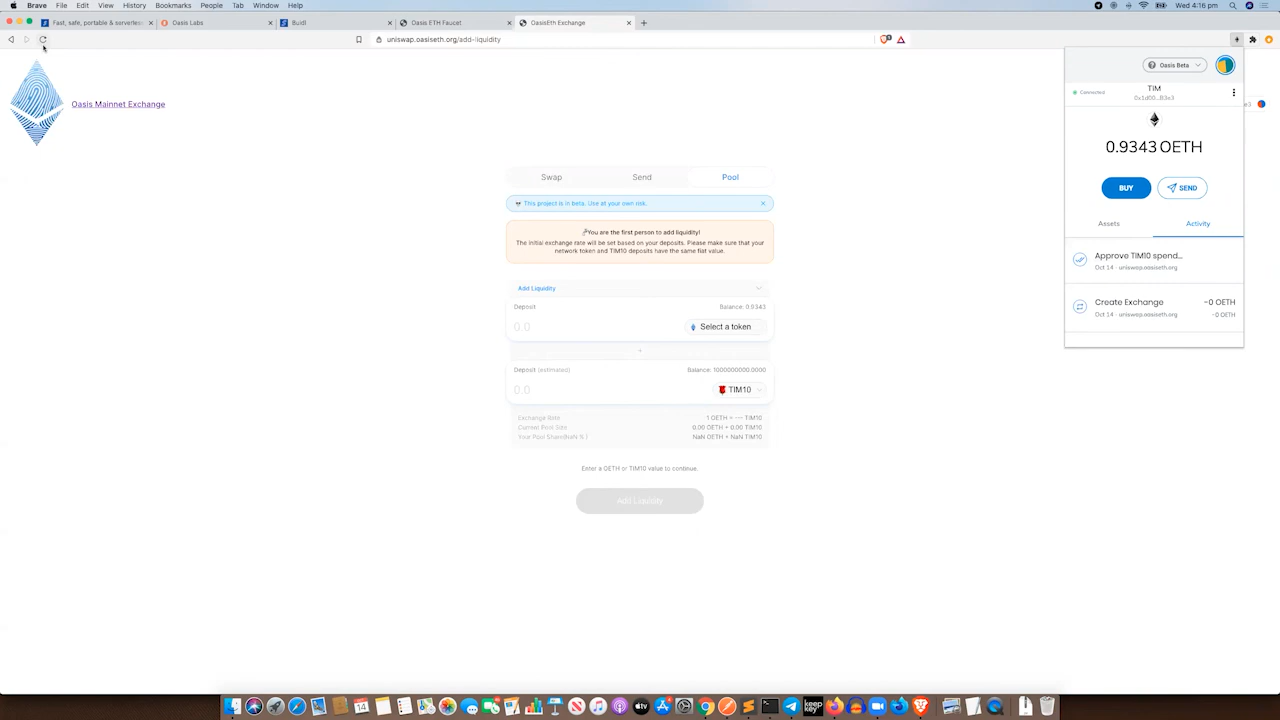 Brave File Edit View History Bookmarks People Tab Window Help
Wed 4:16 pm
Fast, safe, portable & serverless
Oasis Labs
Buidl
Oasis ETH Faucet
OasisEth Exchange
uniswap.oasiseth.org/add-liquidity
Oasis Beta
Connected
TIM
0x1d00...B3e3
Oasis Mainnet Exchange
0.9343 OETH
BUY
SEND
Swap
Send
Pool
This project is in beta. Use at your own risk.
Assets
Activity
You are the first person to add liquidity!
The initial exchange rate will be set based on your deposits. Please make sure that your
network token and TIM10 deposits have the same fiat value.
Approve TIM10 spend...
Oct 14 · uniswap.oasiseth.org
Add Liquidity
Create Exchange
-0 OETH
Oct 14 · uniswap.oasiseth.org
-0 OETH
Deposit
Balance: 0.9343
0.0
Select a token
Deposit (estimated)
Balance: 1000000000.0000
0.0
TIM10
Exchange Rate
1 OETH = — TIM10
Current Pool Size
0.00 OETH + 0.00 TIM10
Your Pool Share(NaN%)
NaN OETH + NaN TIM10
Enter a OETH or TIM10 value to continue.
Add Liquidity